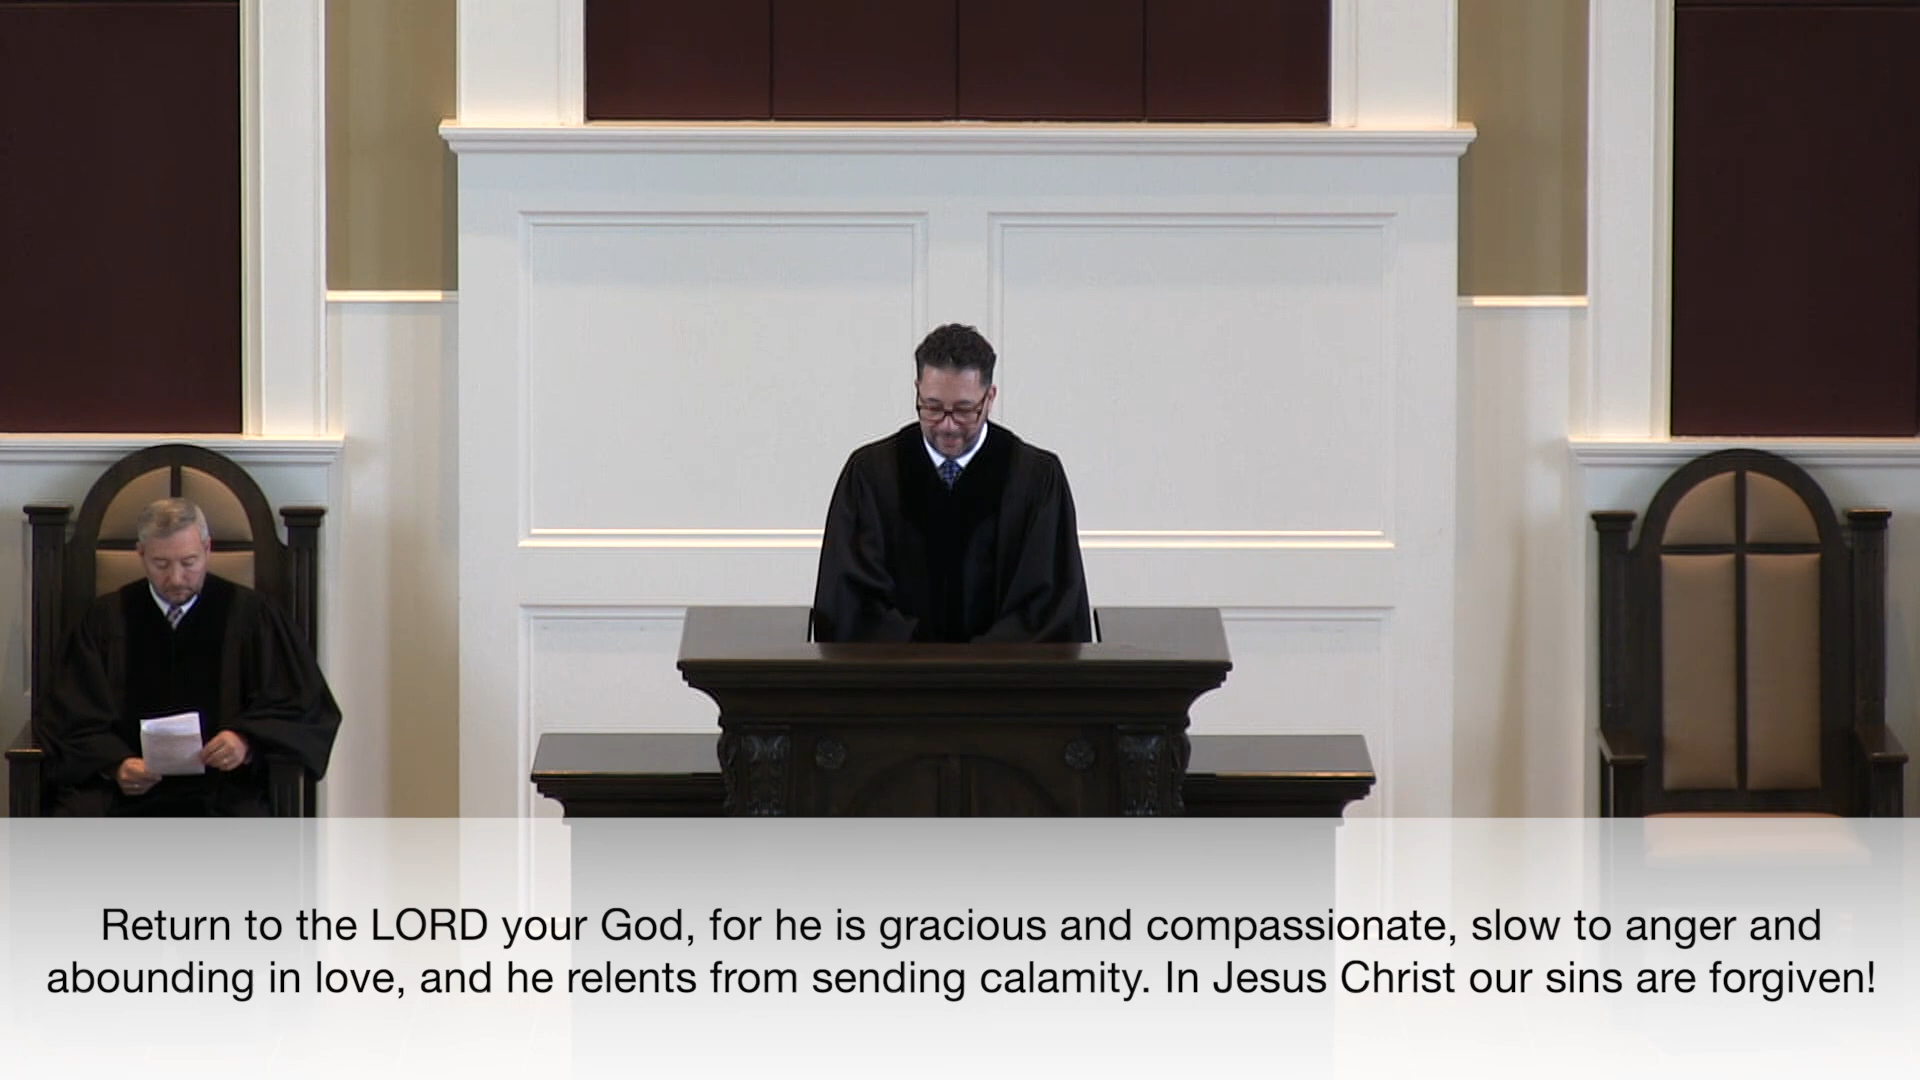 Return to the LORD your God, for he is gracious and compassionate, slow to anger and
abounding in love, and he relents from sending calamity. In Jesus Christ our sins are forgiven!